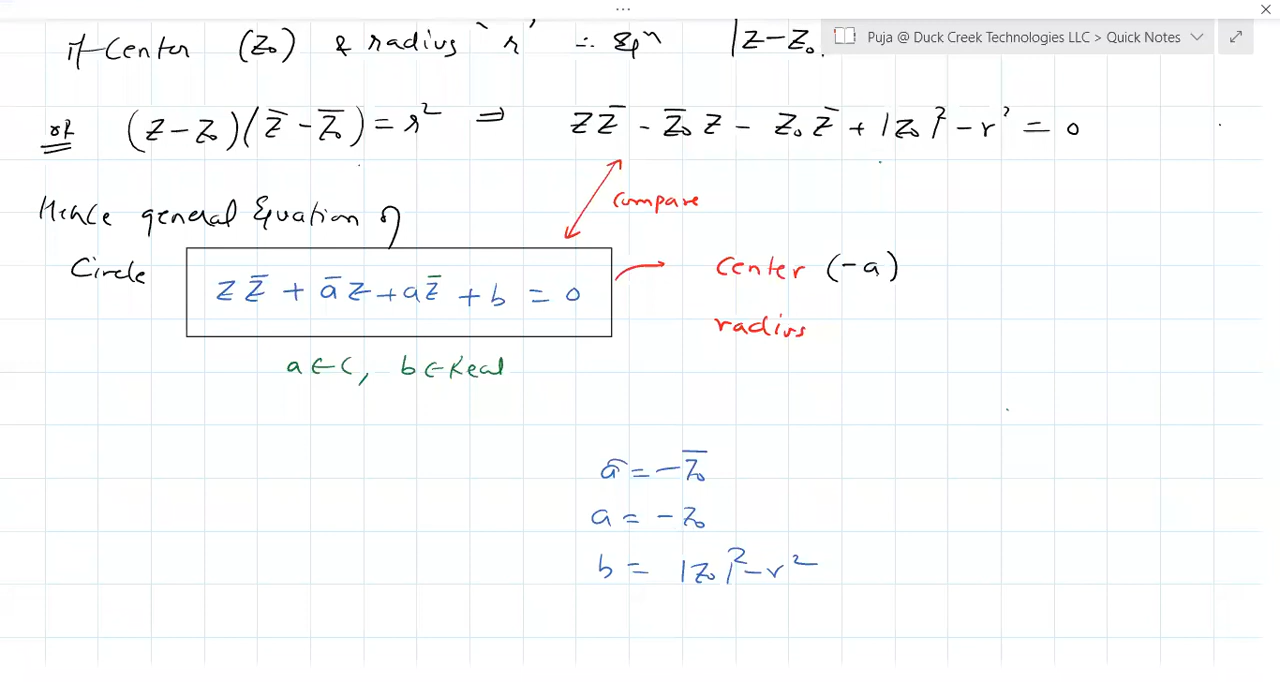 ...
if center (z₀) & radius `r' ∴ Eqⁿ |z-z₀
Puja @ Duck Creek Technologies LLC > Quick Notes
or (z-z₀)(z̄-z̄₀)=r² ⇒ zz̄ - z̄₀z - z₀z̄ + |z₀|² - r² = 0
compare
Hence general Equation of
Circle zz̄ + āz + az̄ + b = 0
center (-a)
radius
a∈C, b∈Real
ā = -z̄₀
a = -z₀
b = |z₀|² - r²